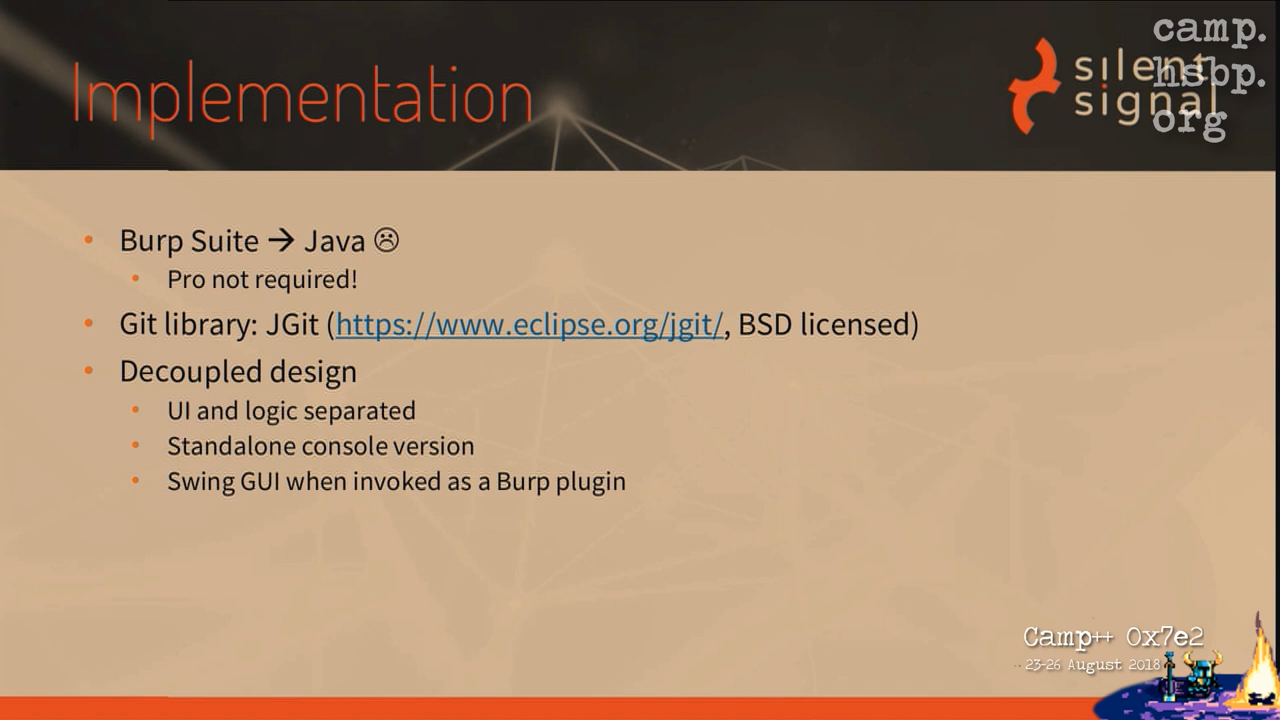 Implementation
silent
signal
camp.
hsbp.
org
• Burp Suite → Java ☹
• Pro not required!
• Git library: JGit (https://www.eclipse.org/jgit/, BSD licensed)
• Decoupled design
• UI and logic separated
• Standalone console version
• Swing GUI when invoked as a Burp plugin
Camp++ 0x7e2
23-26 August 2018